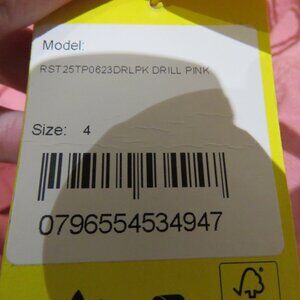 Model:
RST25TP0623DRLPK DRILL PINK
Size: 4
0796554534947